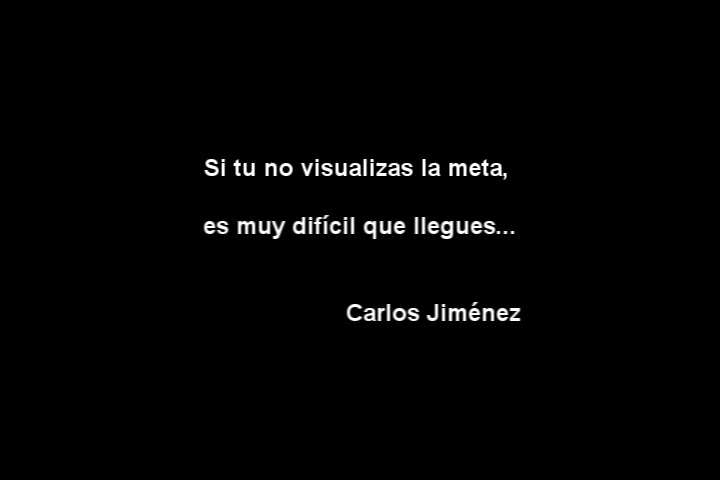 Si tu no visualizas la meta,
es muy difícil que llegues...
Carlos Jiménez